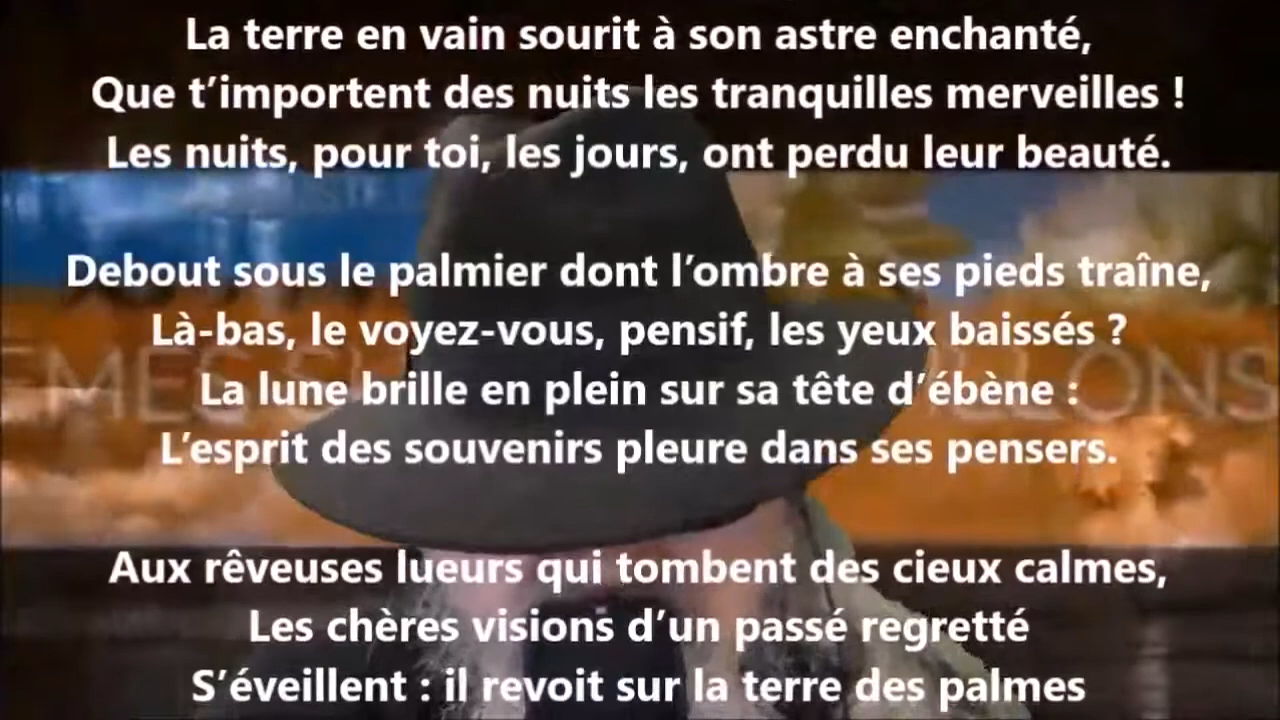 La terre en vain sourit à son astre enchanté,
Que t’importent des nuits les tranquilles merveilles !
Les nuits, pour toi, les jours, ont perdu leur beauté.
Debout sous le palmier dont l’ombre à ses pieds traîne,
Là-bas, le voyez-vous, pensif, les yeux baissés ?
La lune brille en plein sur sa tête d’ébène :
L’esprit des souvenirs pleure dans ses pensers.
Aux rêveuses lueurs qui tombent des cieux calmes,
Les chères visions d’un passé regretté
S’éveillent : il revoit sur la terre des palmes